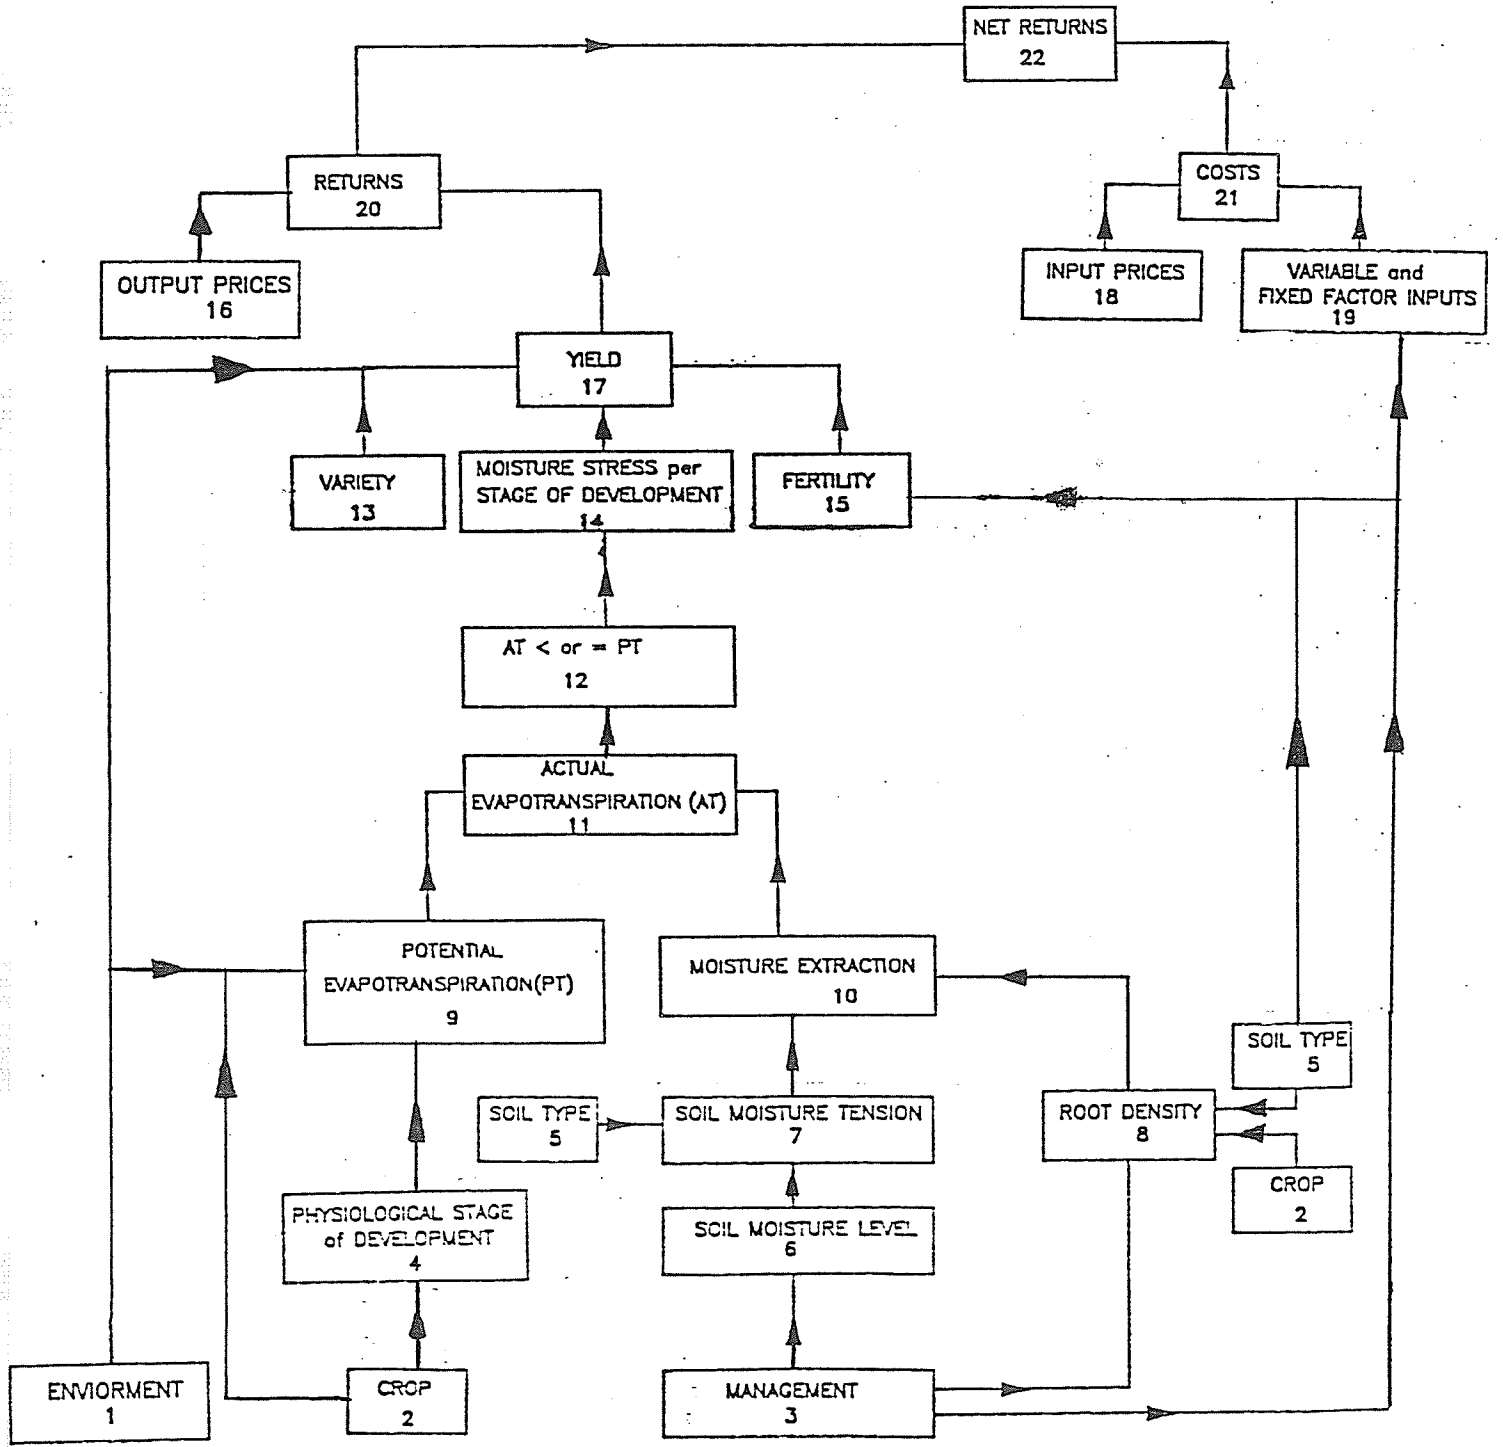 NET RETURNS
22
RETURNS
20
COSTS
21
OUTPUT PRICES
16
INPUT PRICES
18
VARIABLE and
FIXED FACTOR INPUTS
19
YIELD
17
VARIETY
13
MOISTURE STRESS per
STAGE OF DEVELOPMENT
14
FERTILITY
15
AT < or = PT
12
ACTUAL
EVAPOTRANSPIRATION (AT)
11
POTENTIAL
EVAPOTRANSPIRATION(PT)
9
MOISTURE EXTRACTION
10
SOIL TYPE
5
SOIL TYPE
5
SOIL MOISTURE TENSION
7
ROOT DENSITY
8
CROP
2
PHYSIOLOGICAL STAGE
of DEVELOPMENT
4
SOIL MOISTURE LEVEL
6
ENVIORMENT
1
CROP
2
MANAGEMENT
3